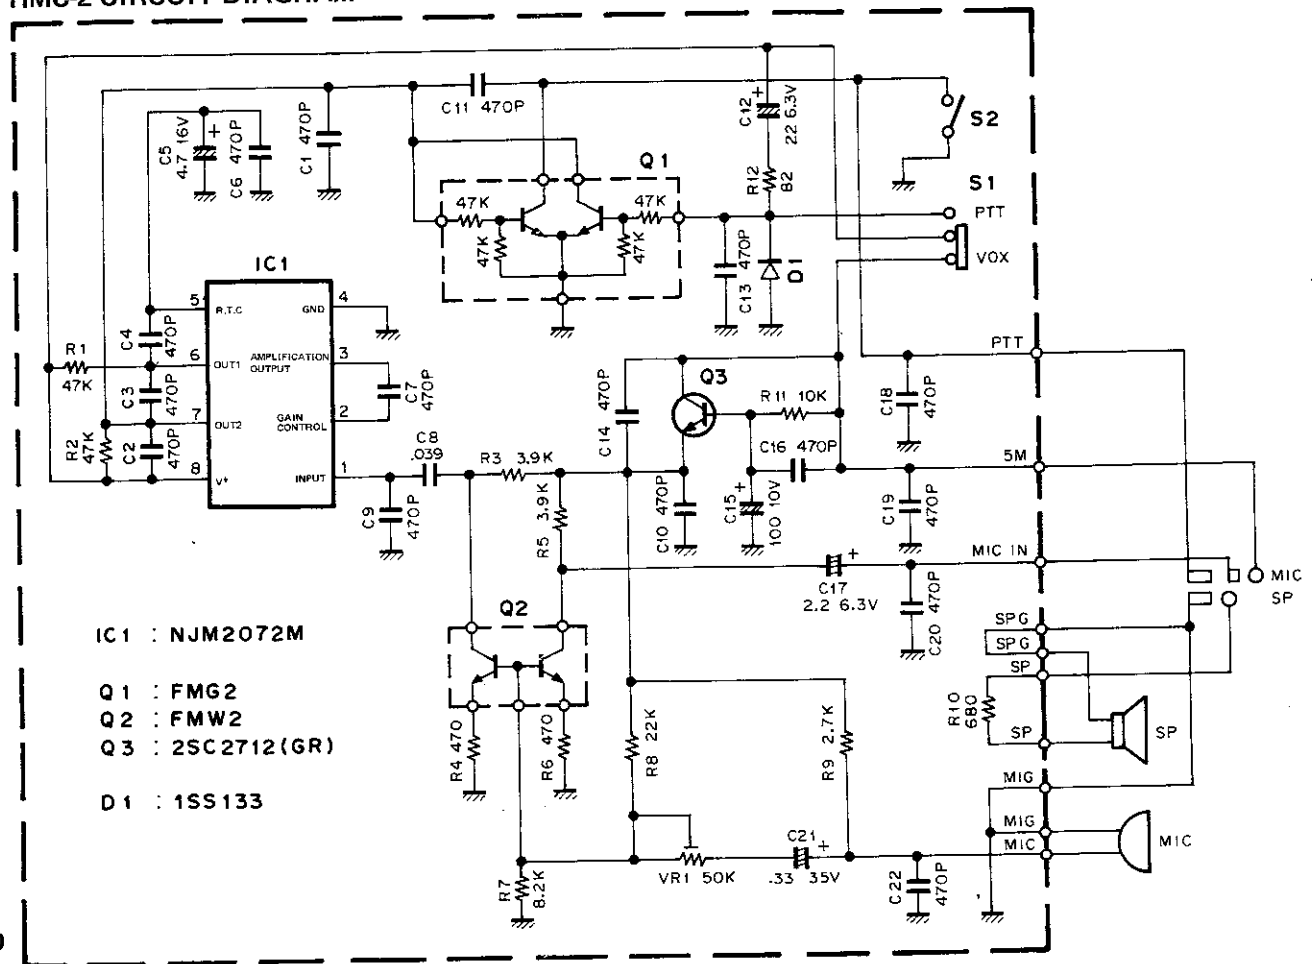 C11 470P
C12 22 6.3V
S2
C5 4.7 16V
C6 470P
C1 470P
Q1
R12 82
S1
47K
47K
PTT
47K
47K
C13 470P
D1
VOX
IC1
5
R.T.C
GND
4
C4 470P
R1
47K
6
OUT1
AMPLIFICATION
OUTPUT
3
C7 470P
C3 470P
7
OUT2
GAIN
CONTROL
2
R2 47K
C2 470P
8
V+
INPUT
1
PTT
Q3
C14 470P
R11 10K
C18 470P
C8
.039
R3 3.9K
C16 470P
5M
C9 470P
R5 3.9K
C10 470P
C15 100 10V
C19 470P
MIC IN
C17
2.2 6.3V
C20 470P
MIC
SP
Q2
SPG
SPG
SP
R10 680
SP
SP
IC1 : NJM2072M
Q1 : FMG2
Q2 : FMW2
Q3 : 2SC2712(GR)
D1 : 1SS133
R4 470
R6 470
R8 22K
R9 2.7K
MIG
MIG
MIC
MIC
C21
.33 35V
VR1 50K
R7 8.2K
C22 470P